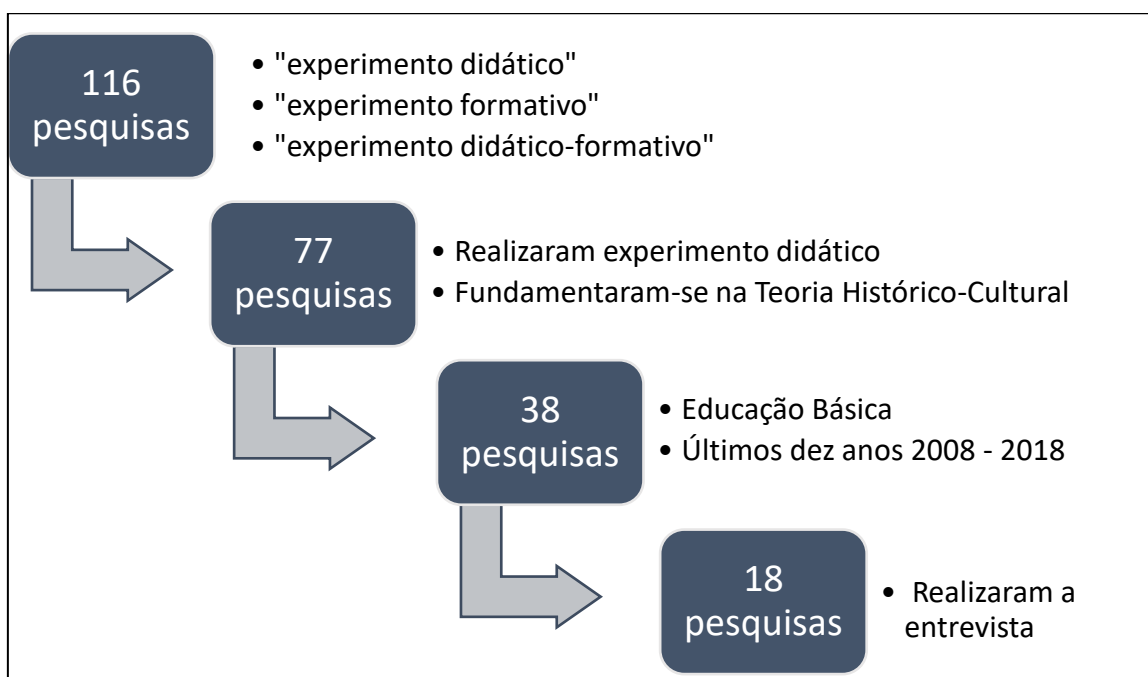 116
pesquisas
• "experimento didático"
• "experimento formativo"
• "experimento didático-formativo"
77
pesquisas
• Realizaram experimento didático
• Fundamentaram-se na Teoria Histórico-Cultural
38
pesquisas
• Educação Básica
• Últimos dez anos 2008 - 2018
18
pesquisas
• Realizaram a
entrevista